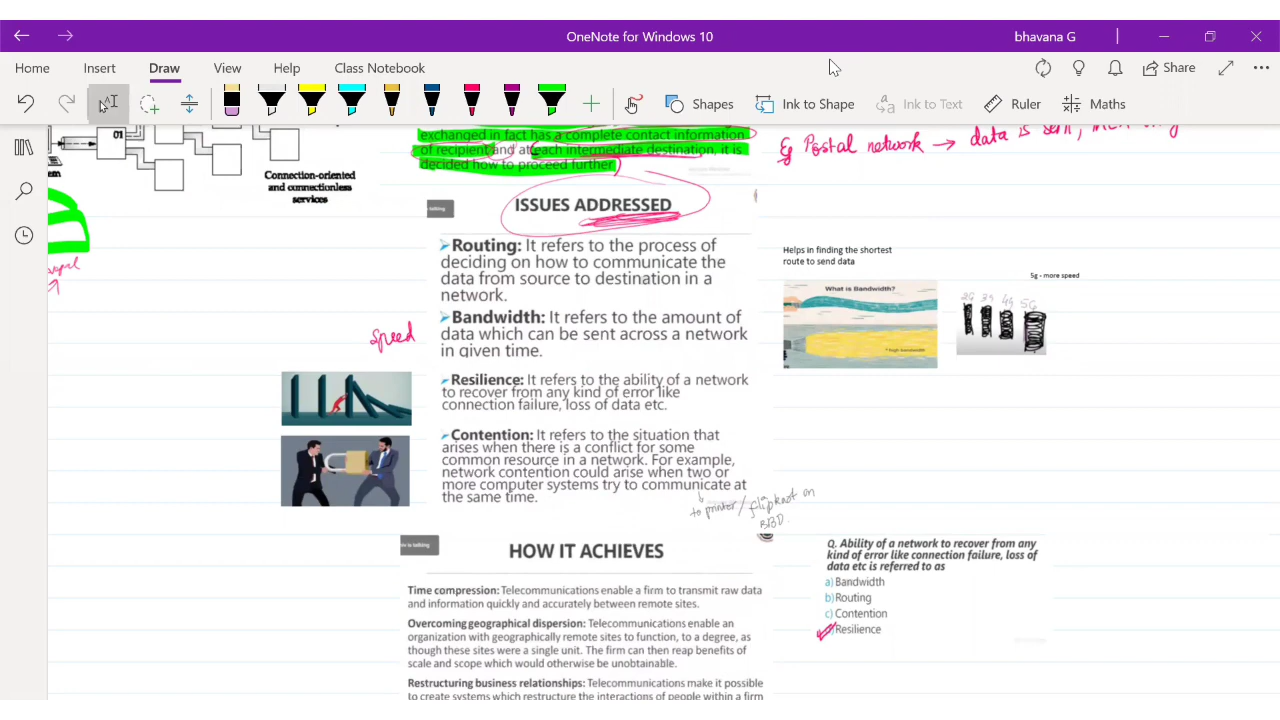 OneNote for Windows 10
bhavana G
Home Insert Draw View Help Class Notebook
Share
Shapes Ink to Shape Ink to Text Ruler Maths
01
em
Connection-oriented
and connectionless
services
exchanged in fact has a complete contact information
of recipient and at each intermediate destination, it is
decided how to proceed further
Eg Postal network → data is sent,
ISSUES ADDRESSED
Routing: It refers to the process of
deciding on how to communicate the
data from source to destination in a
network.
Bandwidth: It refers to the amount of
data which can be sent across a network
in given time.
Speed
Resilience: It refers to the ability of a network
to recover from any kind of error like
connection failure, loss of data etc.
Contention: It refers to the situation that
arises when there is a conflict for some
common resource in a network. For example,
network contention could arise when two or
more computer systems try to communicate at
the same time.
to printer / flipkart on
BBD
Helps in finding the shortest
route to send data
5g - more speed
What is Bandwidth?
high bandwidth
2G 3G 4G 5G
HOW IT ACHIEVES
Time compression: Telecommunications enable a firm to transmit raw data
and information quickly and accurately between remote sites.
Overcoming geographical dispersion: Telecommunications enable an
organization with geographically remote sites to function, to a degree, as
though these sites were a single unit. The firm can then reap benefits of
scale and scope which would otherwise be unobtainable.
Restructuring business relationships: Telecommunications make it possible
to create systems which restructure the interactions of people within a firm
Q. Ability of a network to recover from any
kind of error like connection failure, loss of
data etc is referred to as
a) Bandwidth
b) Routing
c) Contention
Resilience